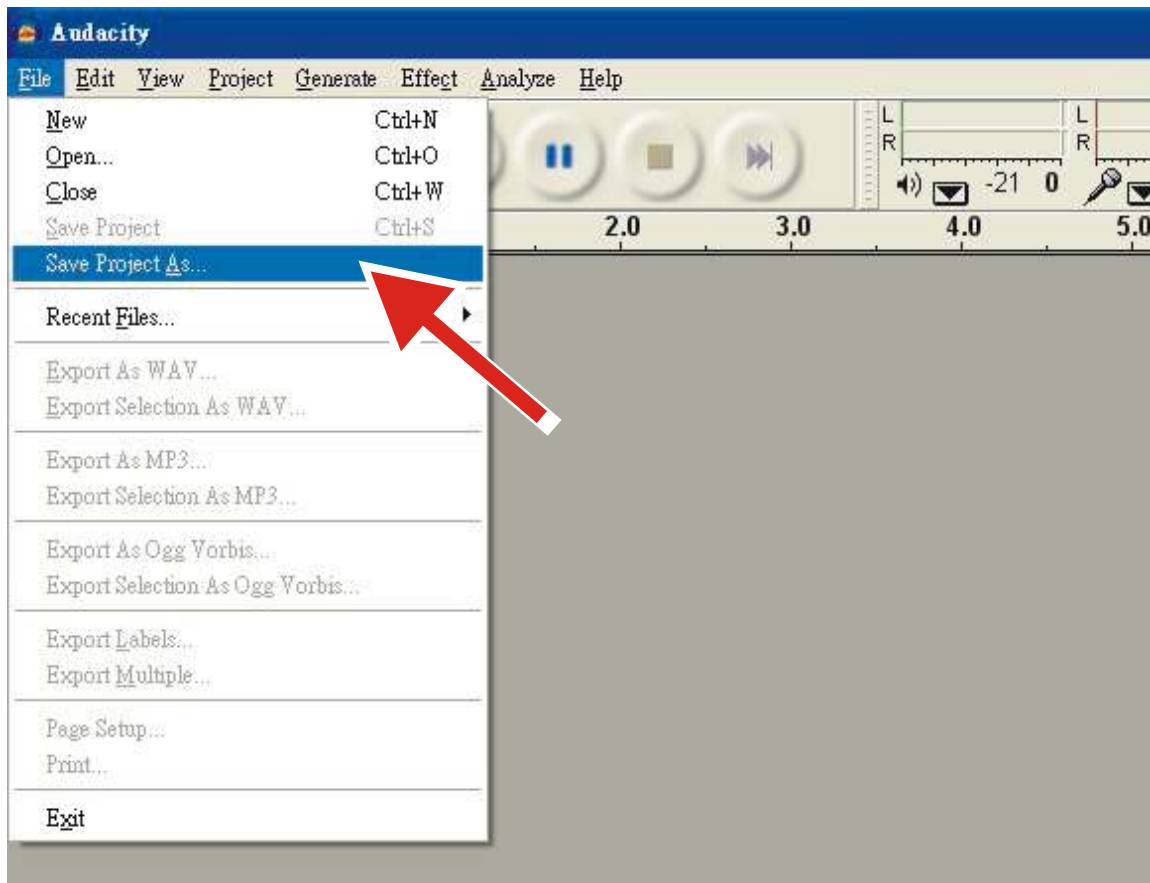 Audacity
File Edit View Project Generate Effect Analyze Help
New Ctrl+N
Open... Ctrl+O
Close Ctrl+W
Save Project Ctrl+S
Save Project As...
Recent Files...
Export As WAV...
Export Selection As WAV...
Export As MP3...
Export Selection As MP3...
Export As Ogg Vorbis...
Export Selection As Ogg Vorbis...
Export Labels...
Export Multiple...
Page Setup...
Print...
Exit
L L
R R
-21 0
2.0 3.0 4.0 5.0